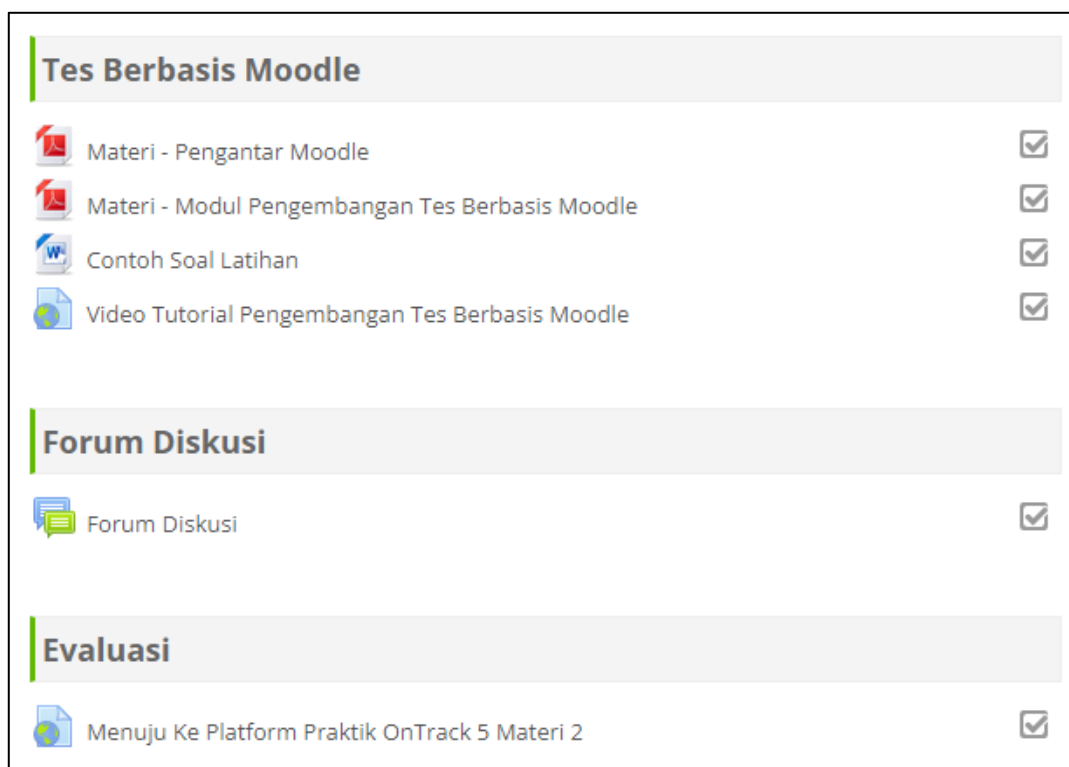 Tes Berbasis Moodle
Materi - Pengantar Moodle
Materi - Modul Pengembangan Tes Berbasis Moodle
Contoh Soal Latihan
Video Tutorial Pengembangan Tes Berbasis Moodle
Forum Diskusi
Forum Diskusi
Evaluasi
Menuju Ke Platform Praktik OnTrack 5 Materi 2